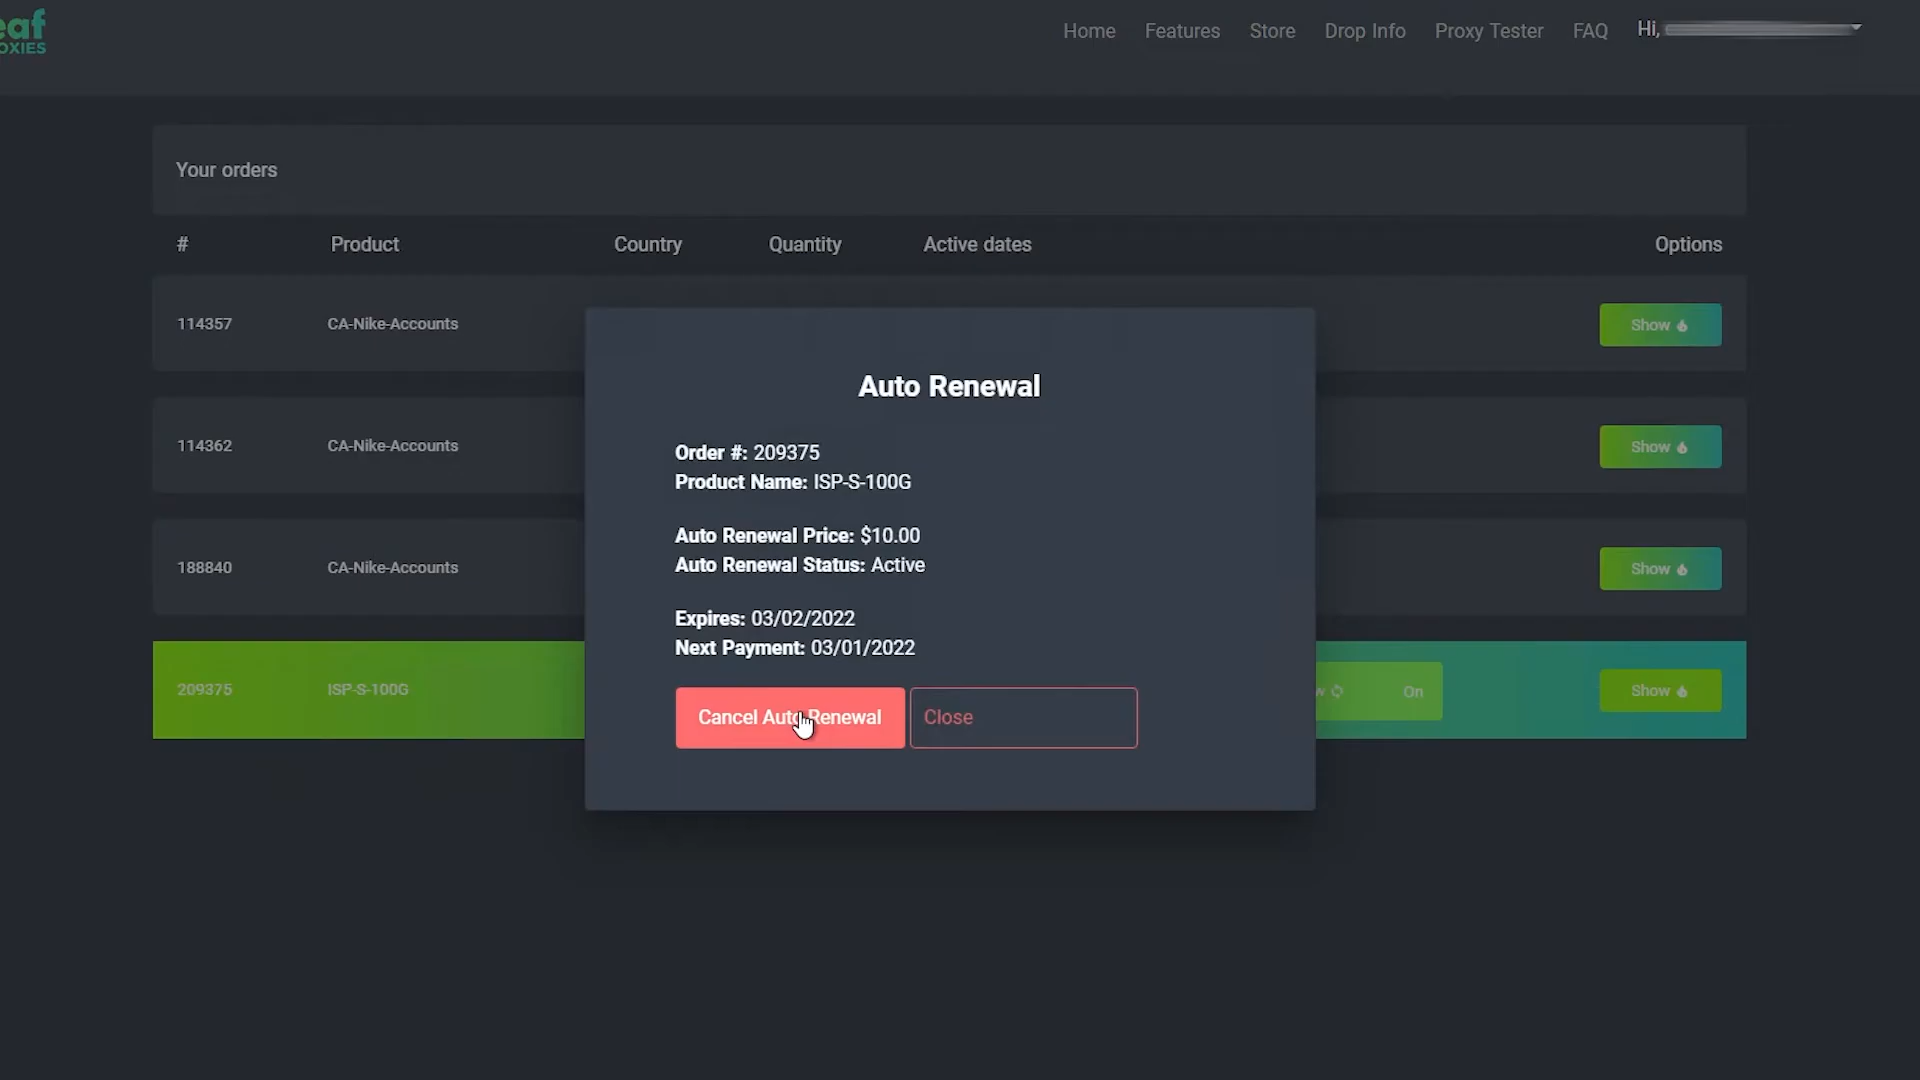 eaf
OXIES
Home Features Store Drop Info Proxy Tester FAQ Hi,
Your orders
# Product Country Quantity Active dates Options
114357 CA-Nike-Accounts Show
114362 CA-Nike-Accounts Show
188840 CA-Nike-Accounts Show
209375 ISP-S-100G w On Show
Auto Renewal
Order #: 209375
Product Name: ISP-S-100G
Auto Renewal Price: $10.00
Auto Renewal Status: Active
Expires: 03/02/2022
Next Payment: 03/01/2022
Cancel Auto Renewal Close